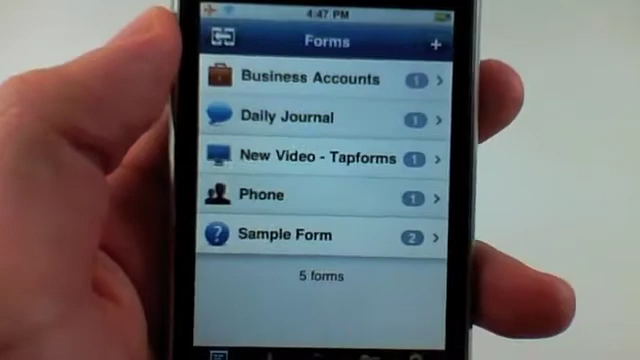 4:47 PM
Forms
+
Business Accounts 1
Daily Journal 1
New Video - Tapforms 1
Phone 1
? Sample Form 2
5 forms